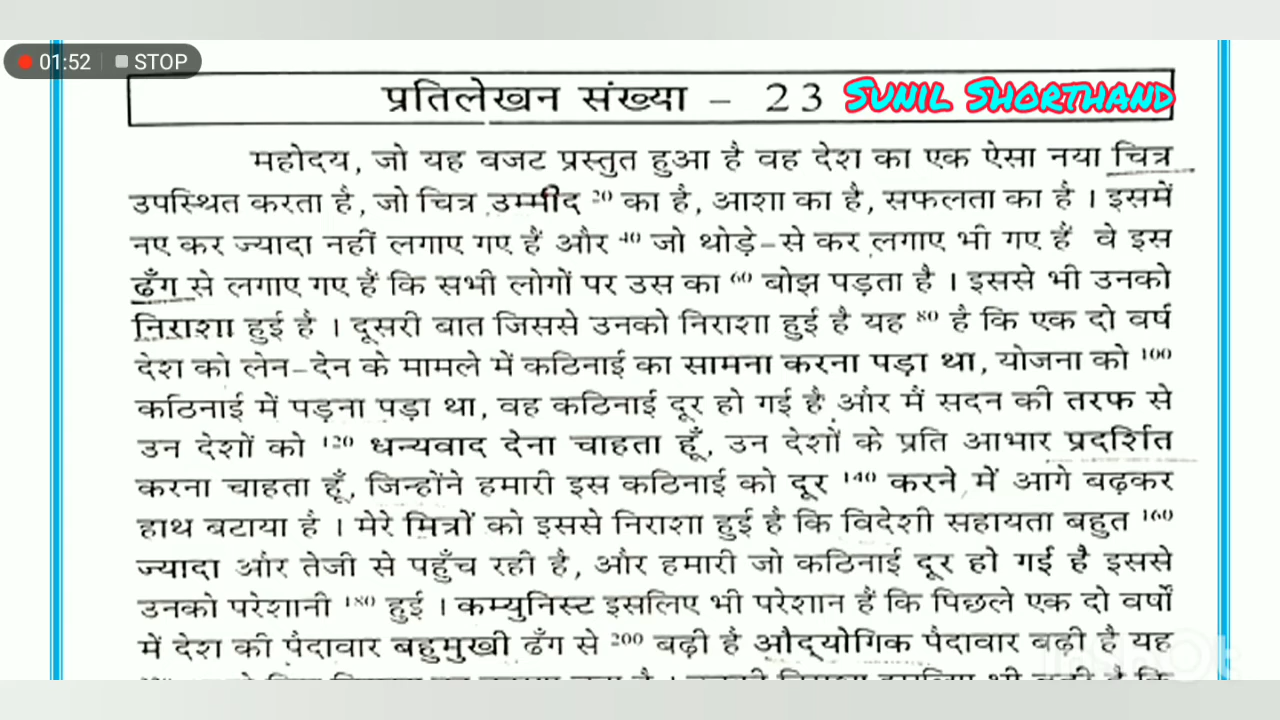 01:52 STOP
प्रतिलेखन संख्या – 23 SUNIL SHORTHAND
महोदय, जो यह बजट प्रस्तुत हुआ है वह देश का एक ऐसा नया चित्र
उपस्थित करता है, जो चित्र उम्मीद 20 का है, आशा का है, सफलता का है । इसमें
नए कर ज्यादा नहीं लगाए गए हैं और 40 जो थोड़े-से कर लगाए भी गए हैं वे इस
ढँग से लगाए गए हैं कि सभी लोगों पर उस का 60 बोझ पड़ता है । इससे भी उनको
निराशा हुई है । दूसरी बात जिससे उनको निराशा हुई है यह 80 है कि एक दो वर्ष
देश को लेन-देन के मामले में कठिनाई का सामना करना पड़ा था, योजना को 100
कठिनाई में पड़ना पड़ा था, वह कठिनाई दूर हो गई है और मैं सदन की तरफ से
उन देशों को 120 धन्यवाद देना चाहता हूँ, उन देशों के प्रति आभार प्रदर्शित
करना चाहता हूँ, जिन्होंने हमारी इस कठिनाई को दूर 140 करने में आगे बढ़कर
हाथ बटाया है । मेरे मित्रों को इससे निराशा हुई है कि विदेशी सहायता बहुत 160
ज्यादा और तेजी से पहुँच रही है, और हमारी जो कठिनाई दूर हो गई है इससे
उनको परेशानी 180 हुई । कम्युनिस्ट इसलिए भी परेशान हैं कि पिछले एक दो वर्षों
में देश की पैदावार बहुमुखी ढँग से 200 बढ़ी है औद्योगिक पैदावार बढ़ी है यह